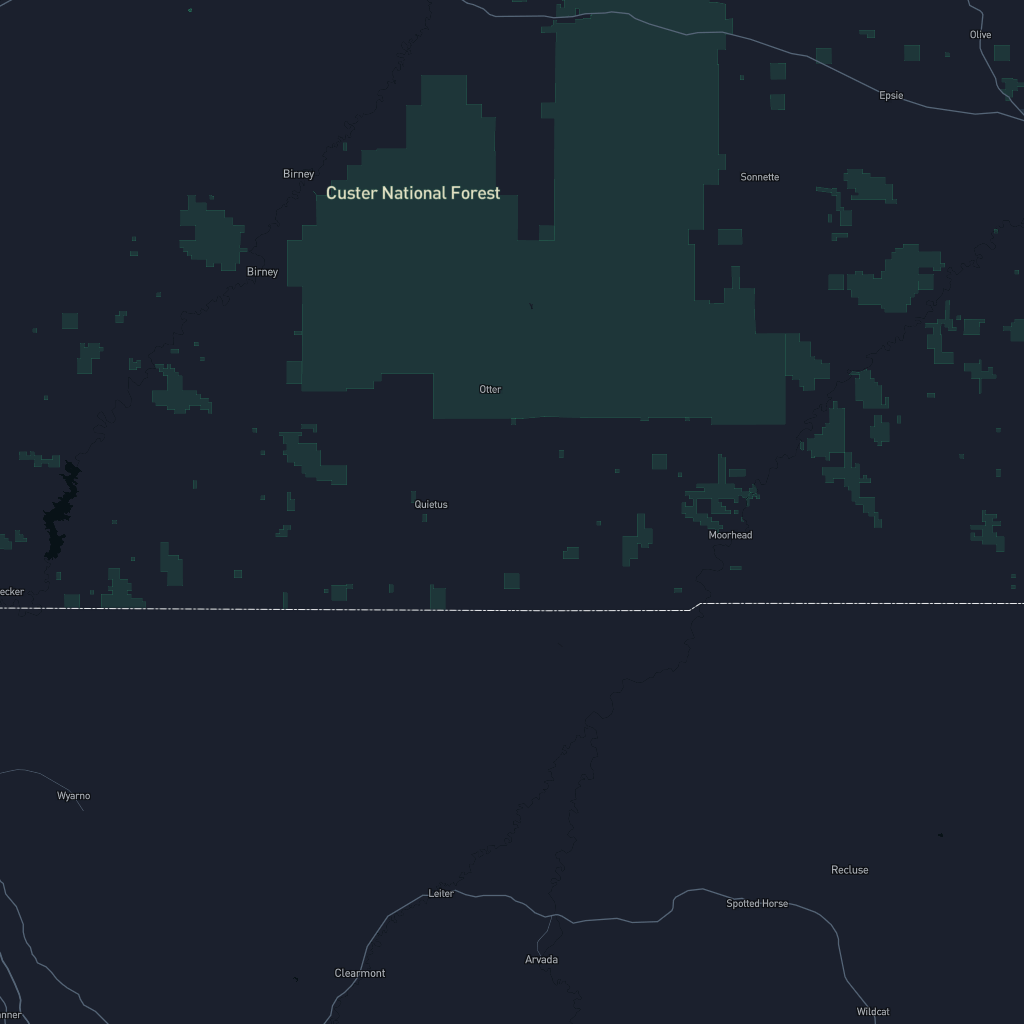 Olive
Epsie
Birney
Sonnette
Custer National Forest
Birney
Otter
Quietus
Moorhead
ecker
Wyarno
Recluse
Leiter
Spotted Horse
Arvada
Clearmont
Wildcat
nner